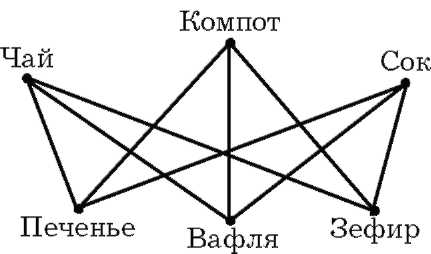 Компот
Чай
Сок
Печенье
Вафля
Зефир